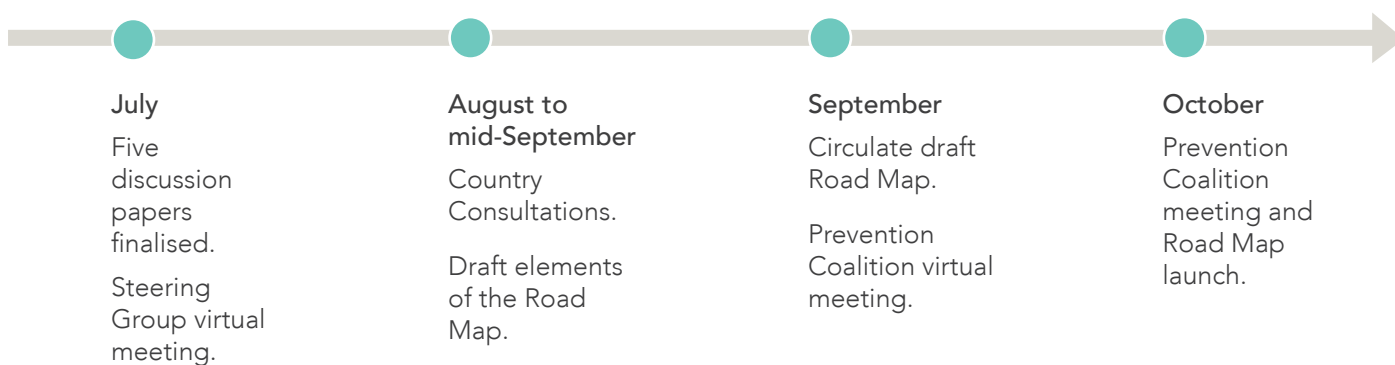 July
Five
discussion
papers
finalised.
Steering
Group virtual
meeting.
August to
mid-September
Country
Consultations.
Draft elements
of the Road
Map.
September
Circulate draft
Road Map.
Prevention
Coalition virtual
meeting.
October
Prevention
Coalition
meeting and
Road Map
launch.